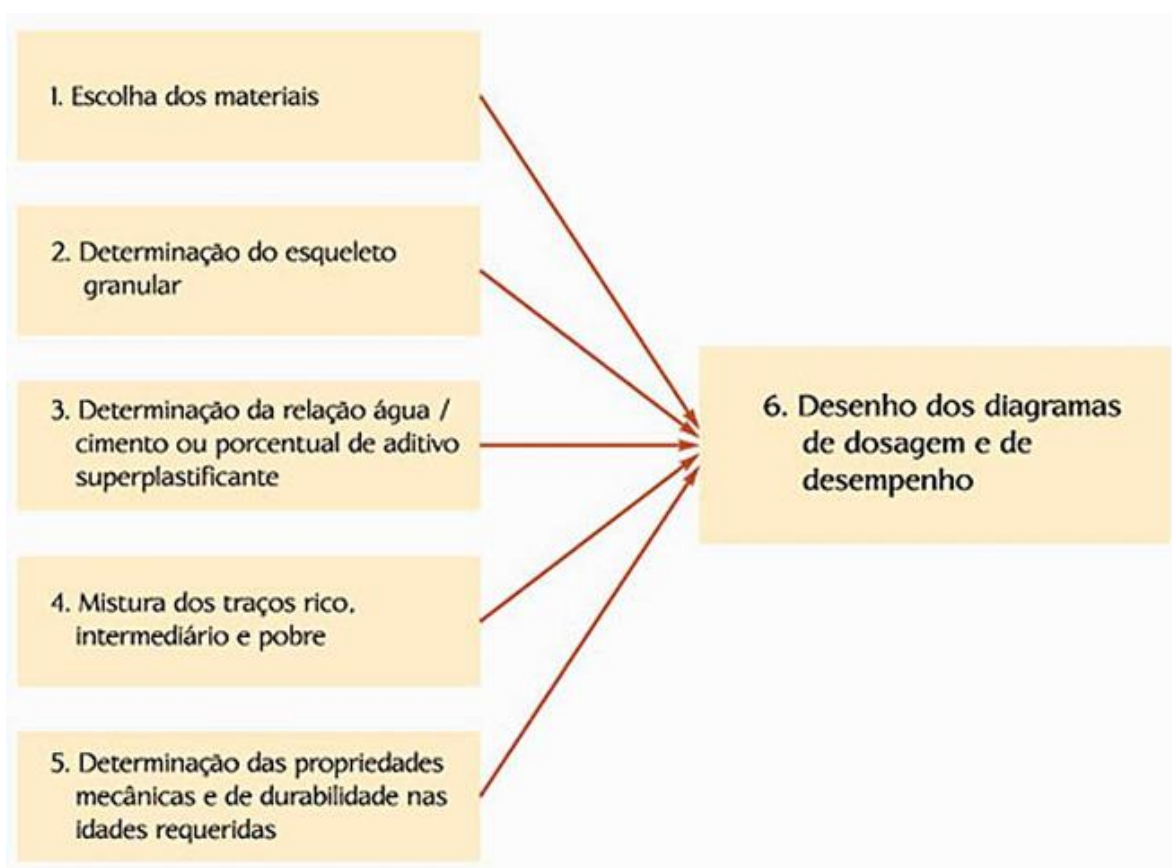 1. Escolha dos materiais
2. Determinação do esqueleto
granular
3. Determinação da relação água /
cimento ou porcentual de aditivo
superplastificante
4. Mistura dos traços rico,
intermediário e pobre
5. Determinação das propriedades
mecânicas e de durabilidade nas
idades requeridas
6. Desenho dos diagramas
de dosagem e de
desempenho